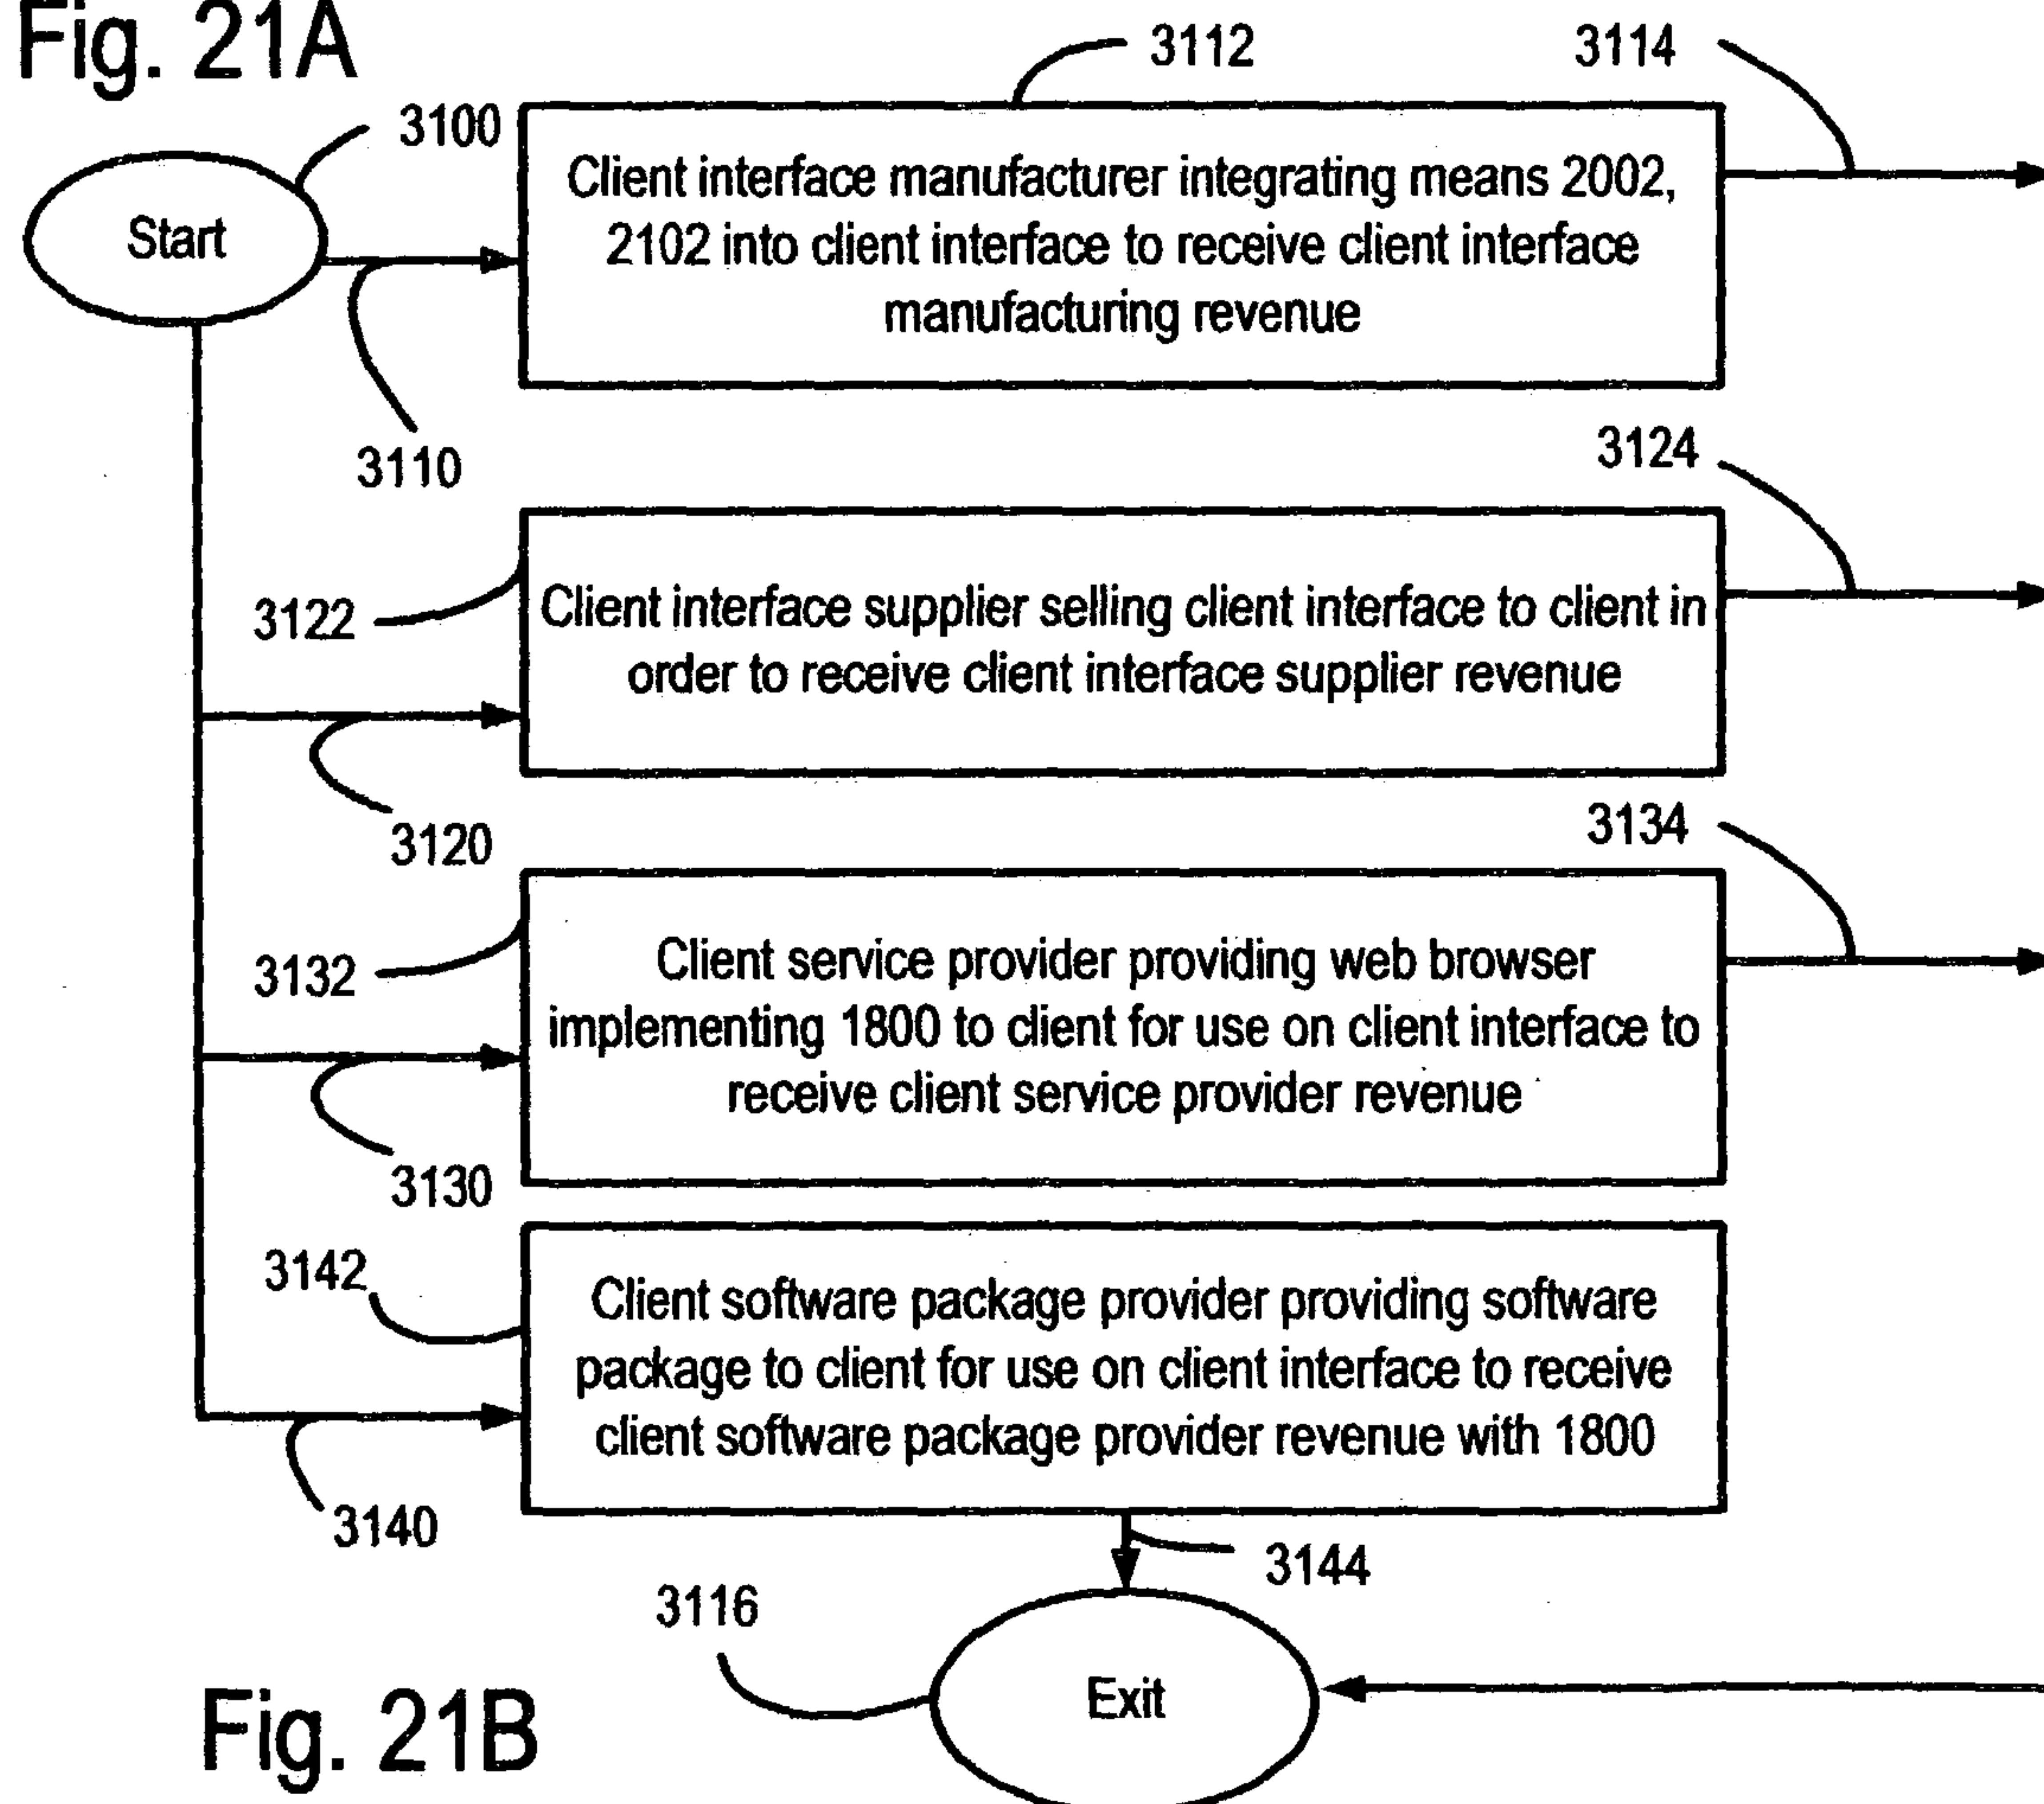 Fig. 21A
3112
3114
3100
Start
Client interface manufacturer integrating means 2002,
2102 into client interface to receive client interface
manufacturing revenue
3110
3124
3122
Client interface supplier selling client interface to client in
order to receive client interface supplier revenue
3120
3134
3132
Client service provider providing web browser
implementing 1800 to client for use on client interface to
receive client service provider revenue
3130
3142
Client software package provider providing software
package to client for use on client interface to receive
client software package provider revenue with 1800
3140
3144
3116
Exit
Fig. 21B